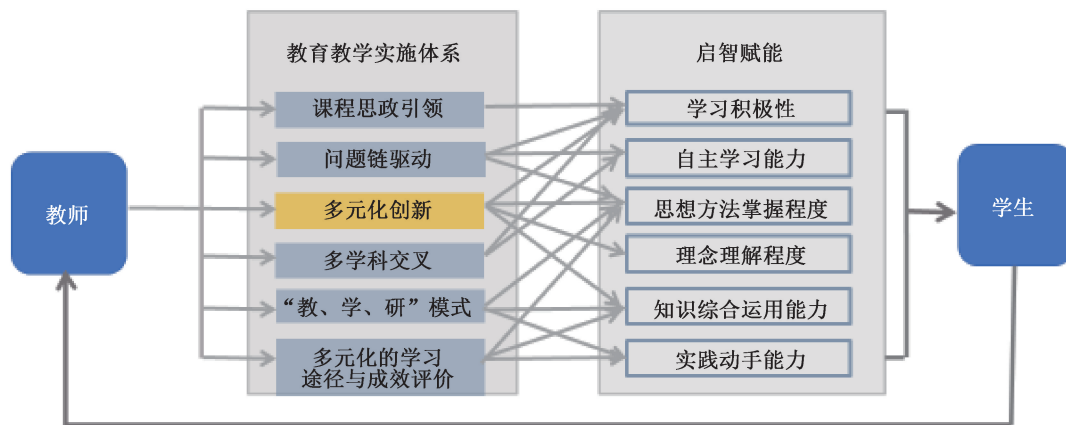 教育教学实施体系
启智赋能
课程思政引领
学习积极性
问题链驱动
自主学习能力
教师
多元化创新
思想方法掌握程度
学生
多学科交叉
理念理解程度
“教、学、研”模式
知识综合运用能力
多元化的学习
途径与成效评价
实践动手能力